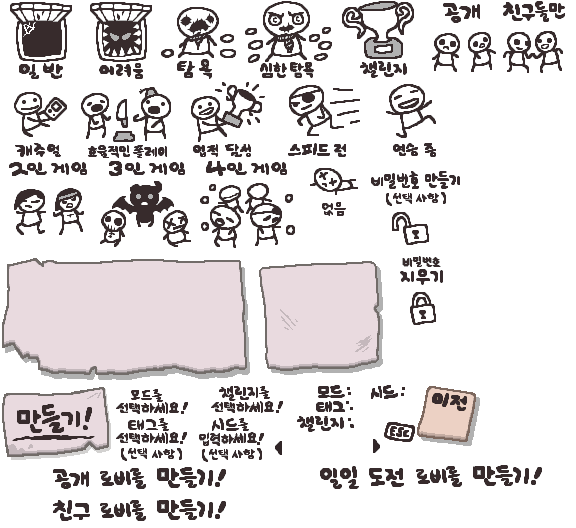 공개 친구들만
일반 어려움 탐욕 심한탐욕 챌린지
캐주얼 효율적인 플레이 업적 달성 스피드 런 연승 중
2인 게임 3인 게임 4인 게임
없음
비밀번호 만들기
(선택 사항)
비밀번호
지우기
만들기!
모드를
선택하세요!
태그를
선택하세요!
(선택 사항)
챌린지를
선택하세요!
시드를
입력하세요!
(선택 사항)
모드:
태그:
챌린지:
시드:
이전
ESC
공개 로비를 만들기!
친구 로비를 만들기!
일일 도전 로비를 만들기!